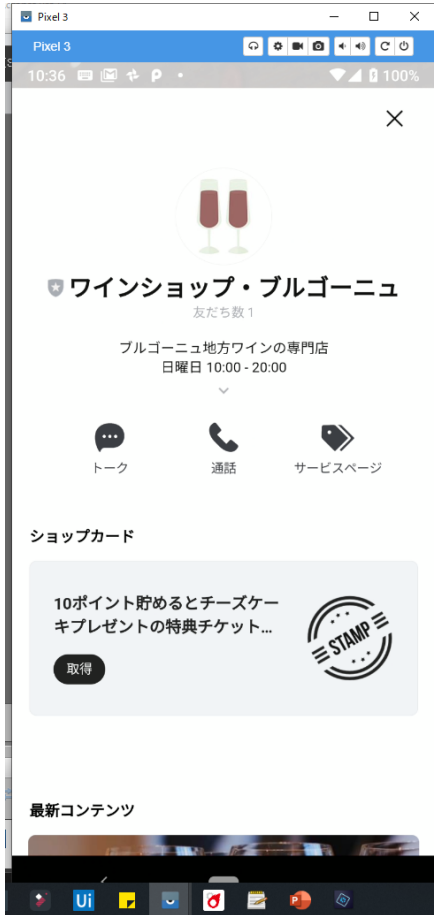 Pixel 3
Pixel 3
10:36
100%
ワインショップ・ブルゴーニュ
友だち数 1
ブルゴーニュ地方ワインの専門店
日曜日 10:00 - 20:00
トーク
通話
サービスページ
ショップカード
10ポイント貯めるとチーズケー
キプレゼントの特典チケット...
STAMP
取得
最新コンテンツ
Ui